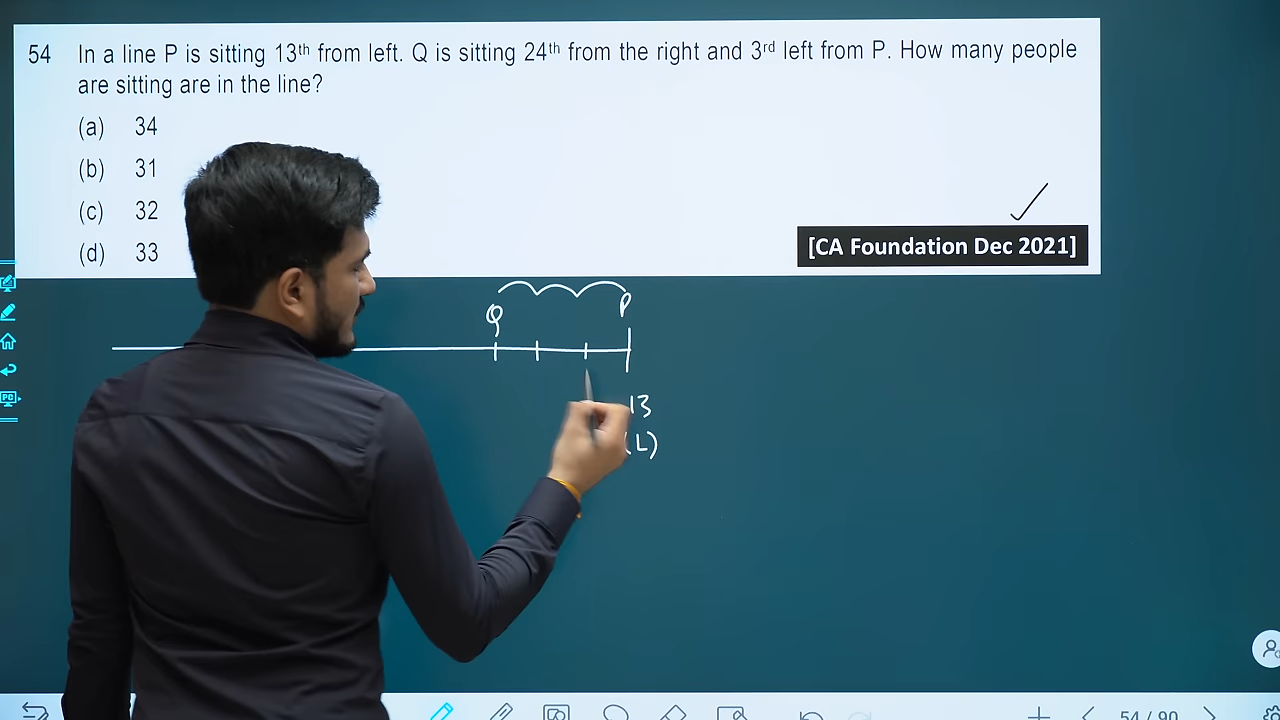 54 In a line P is sitting 13th from left. Q is sitting 24th from the right and 3rd left from P. How many people
are sitting are in the line?
(a) 34
(b) 31
(c) 32
(d) 33
[CA Foundation Dec 2021]
Q P
13
(L)
PC
54 / 90